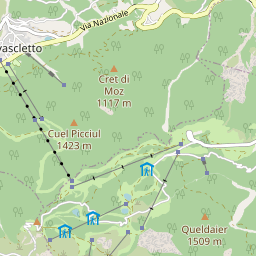 Via Nazionale
vascletto
Cret di
Moz
1117 m
Cuel Picciul
1423 m
Queldaier
1509 m